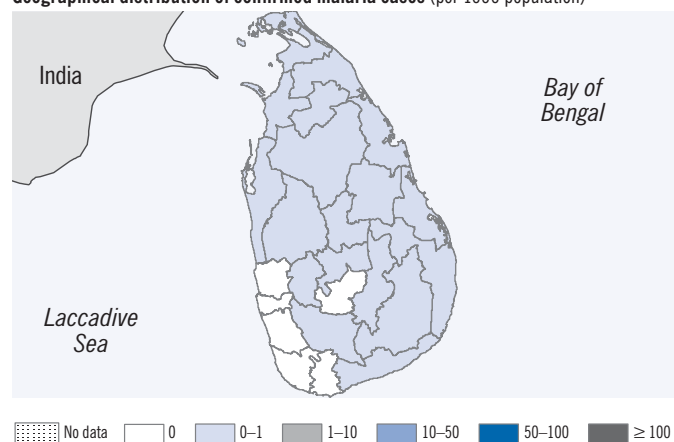 Geographical distribution of confirmed malaria cases (per 1000 population)
India
Bay of
Bengal
Laccadive
Sea
No data 0 0–1 1–10 10–50 50–100 ≥ 100